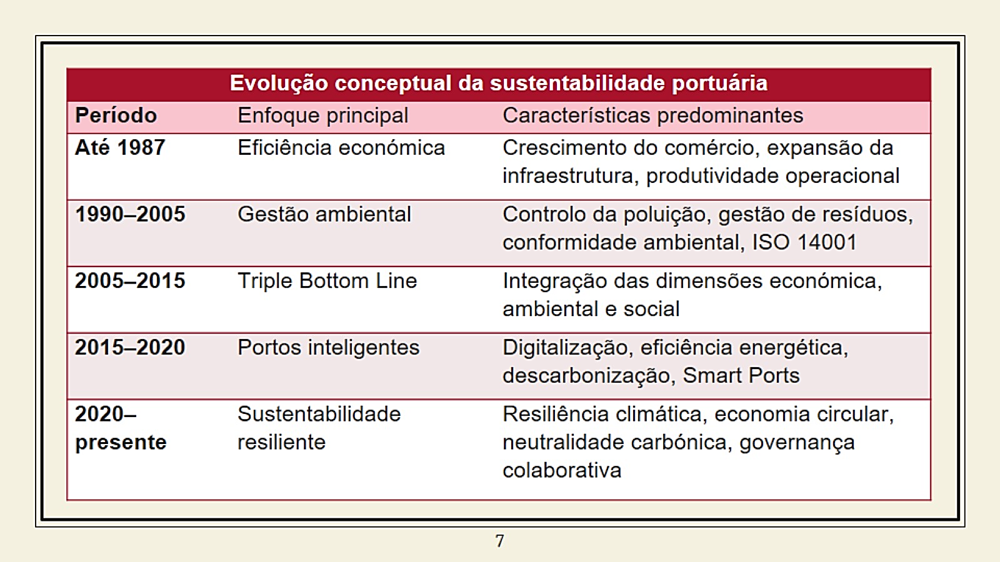 Evolução conceptual da sustentabilidade portuária
Período Enfoque principal Características predominantes
Até 1987 Eficiência económica Crescimento do comércio, expansão da
infraestrutura, produtividade operacional
1990–2005 Gestão ambiental Controlo da poluição, gestão de resíduos,
conformidade ambiental, ISO 14001
2005–2015 Triple Bottom Line Integração das dimensões económica,
ambiental e social
2015–2020 Portos inteligentes Digitalização, eficiência energética,
descarbonização, Smart Ports
2020– Sustentabilidade Resiliência climática, economia circular,
presente resiliente neutralidade carbónica, governança
colaborativa
7